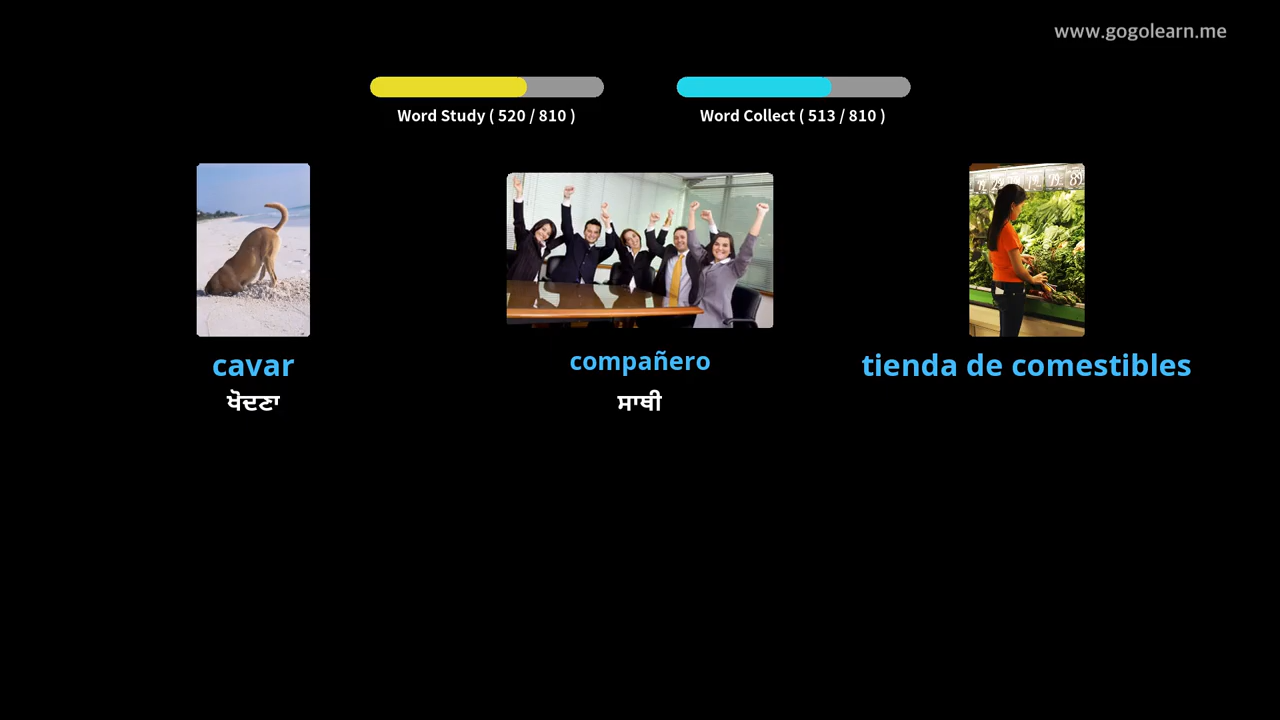 www.gogolearn.me
Word Study ( 520 / 810 )
Word Collect ( 513 / 810 )
cavar
compañero
tienda de comestibles
ਖੋਦਣਾ
ਸਾਥੀ